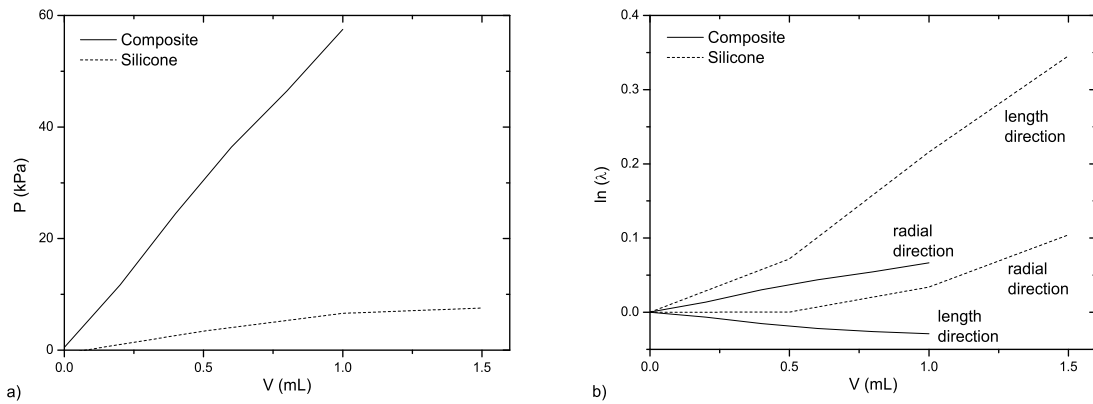 60
40
20
0
0.0
0.5
1.0
1.5
P (kPa)
V (mL)
Composite
Silicone
a)
0.4
0.3
0.2
0.1
0.0
0.0
0.5
1.0
1.5
ln (λ)
V (mL)
Composite
Silicone
length
direction
radial
direction
radial
direction
length
direction
b)